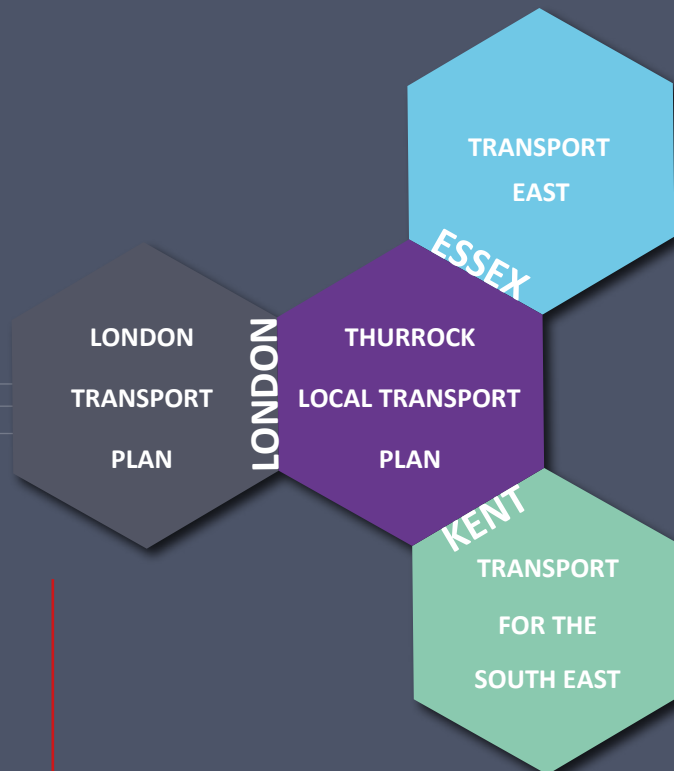 TRANSPORT
EAST
ESSEX
LONDON
TRANSPORT
PLAN
LONDON
THURROCK
LOCAL TRANSPORT
PLAN
KENT
TRANSPORT
FOR THE
SOUTH EAST